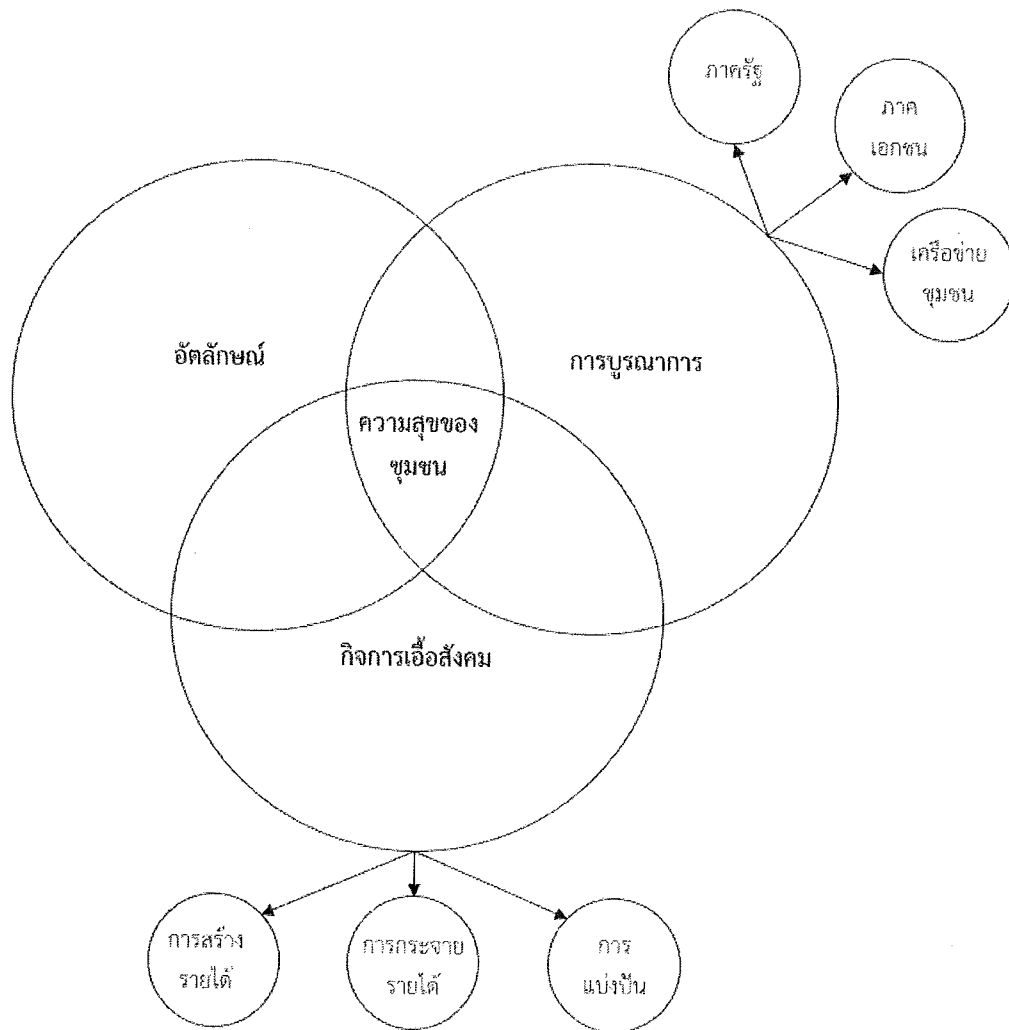 ภาครัฐ
ภาค
เอกชน
เครือข่าย
ชุมชน
อัตลักษณ์
การบูรณาการ
ความสุขของ
ชุมชน
กิจการเอื้อสังคม
การสร้าง
รายได้
การกระจาย
รายได้
การ
แบ่งปัน